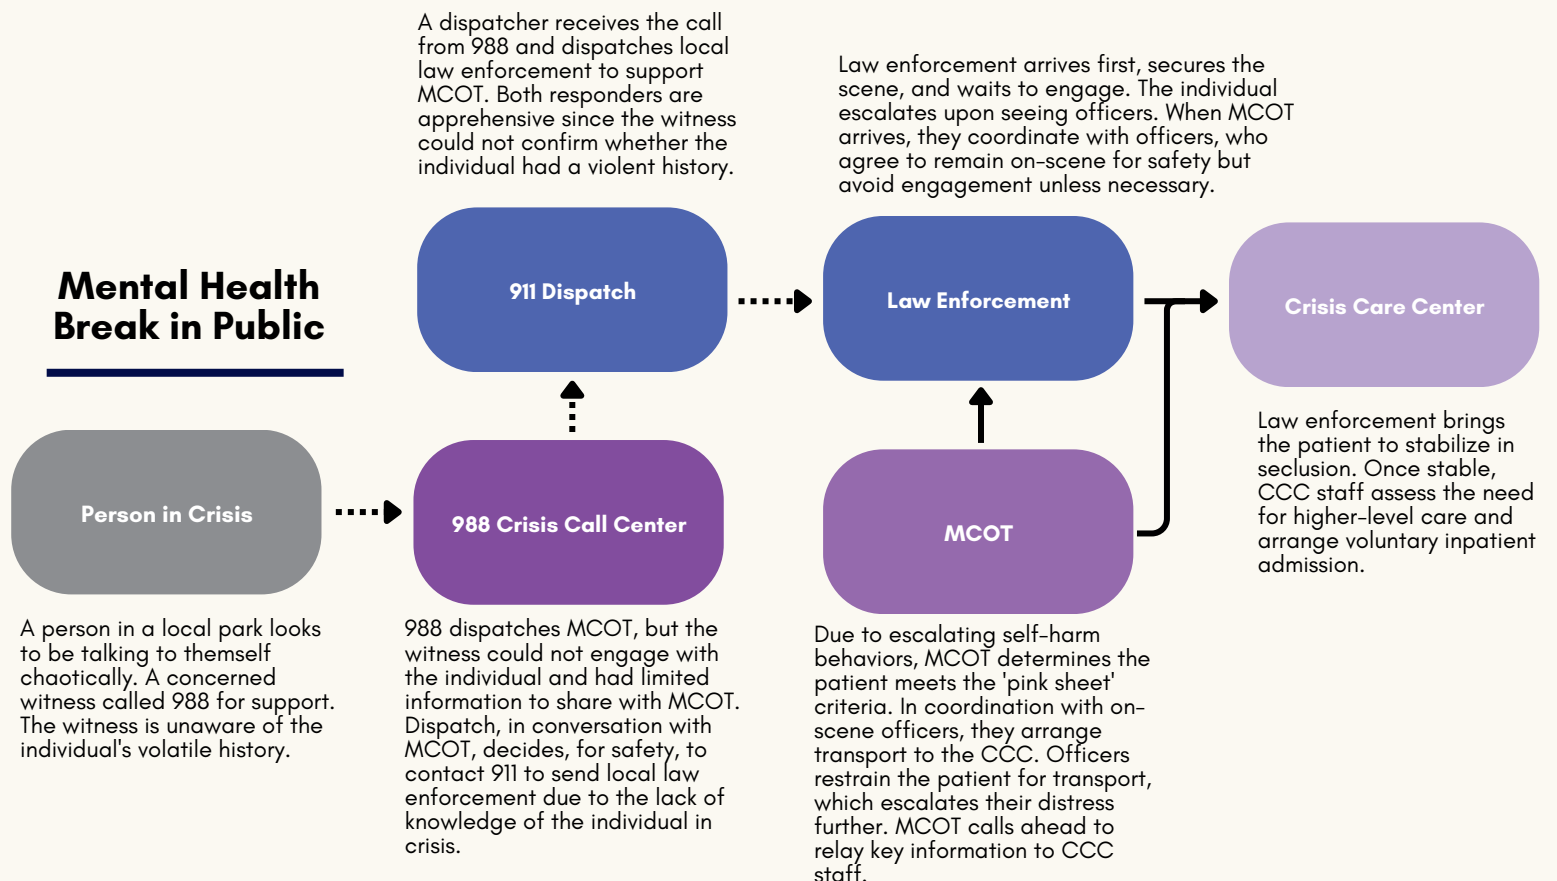 Mental Health
Break in Public
Person in Crisis
A person in a local park looks
to be talking to themself
chaotically. A concerned
witness called 988 for support.
The witness is unaware of the
individual's volatile history.
988 Crisis Call Center
988 dispatches MCOT, but the
witness could not engage with
the individual and had limited
information to share with MCOT.
Dispatch, in conversation with
MCOT, decides, for safety, to
contact 911 to send local law
enforcement due to the lack of
knowledge of the individual in
crisis.
A dispatcher receives the call
from 988 and dispatches local
law enforcement to support
MCOT. Both responders are
apprehensive since the witness
could not confirm whether the
individual had a violent history.
911 Dispatch
Law enforcement arrives first, secures the
scene, and waits to engage. The individual
escalates upon seeing officers. When MCOT
arrives, they coordinate with officers, who
agree to remain on-scene for safety but
avoid engagement unless necessary.
Law Enforcement
MCOT
Due to escalating self-harm
behaviors, MCOT determines the
patient meets the 'pink sheet'
criteria. In coordination with on-
scene officers, they arrange
transport to the CCC. Officers
restrain the patient for transport,
which escalates their distress
further. MCOT calls ahead to
relay key information to CCC
staff.
Crisis Care Center
Law enforcement brings
the patient to stabilize in
seclusion. Once stable,
CCC staff assess the need
for higher-level care and
arrange voluntary inpatient
admission.